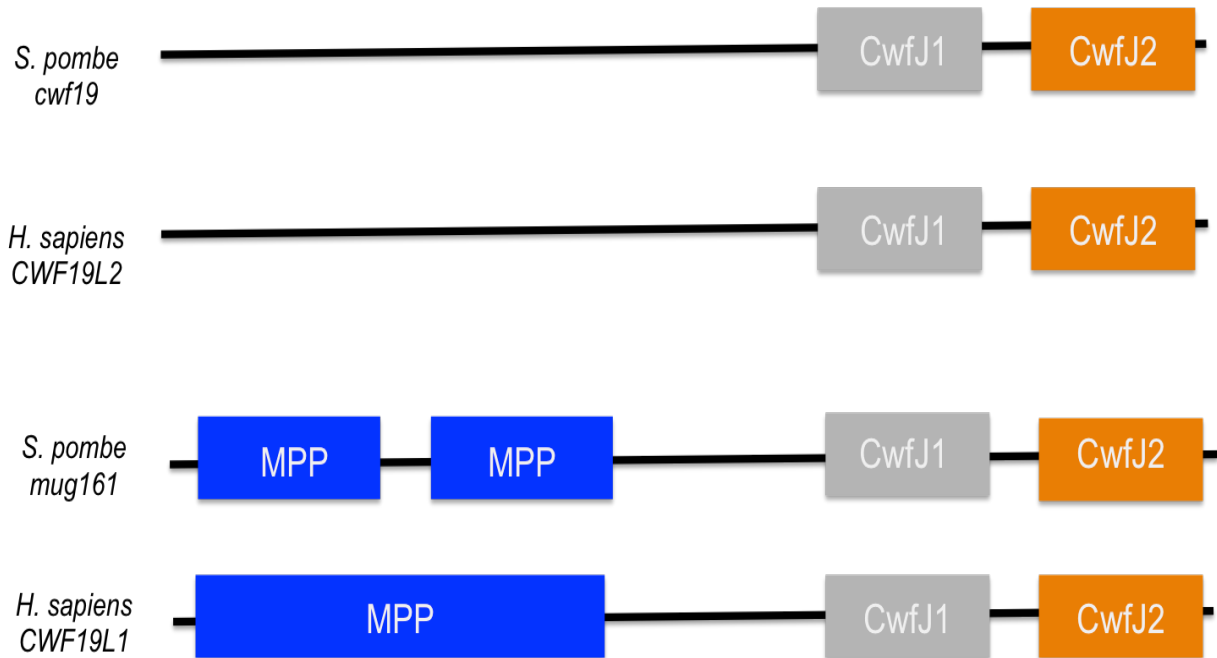 S. pombe
cwf19
CwfJ1 CwfJ2
H. sapiens
CWF19L2
CwfJ1 CwfJ2
S. pombe
mug161
MPP MPP CwfJ1 CwfJ2
H. sapiens
CWF19L1
MPP CwfJ1 CwfJ2